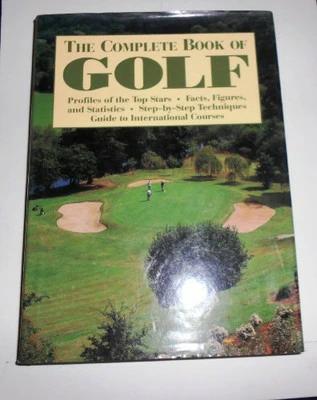 THE COMPLETE BOOK OF
GOLF
Profiles of the Top Stars • Facts, Figures,
and Statistics • Step-by-Step Techniques
Guide to International Courses